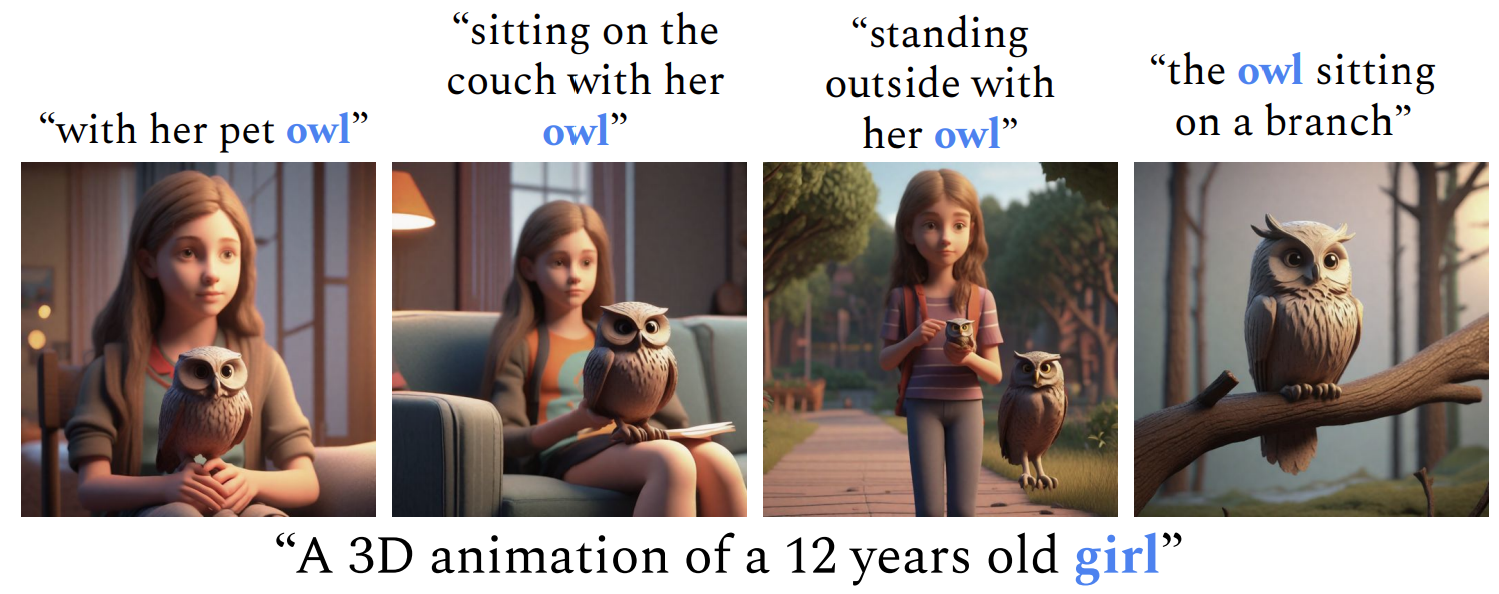 “with her pet owl”
“sitting on the
couch with her
owl”
“standing
outside with
her owl”
“the owl sitting
on a branch”
“A 3D animation of a 12 years old girl”